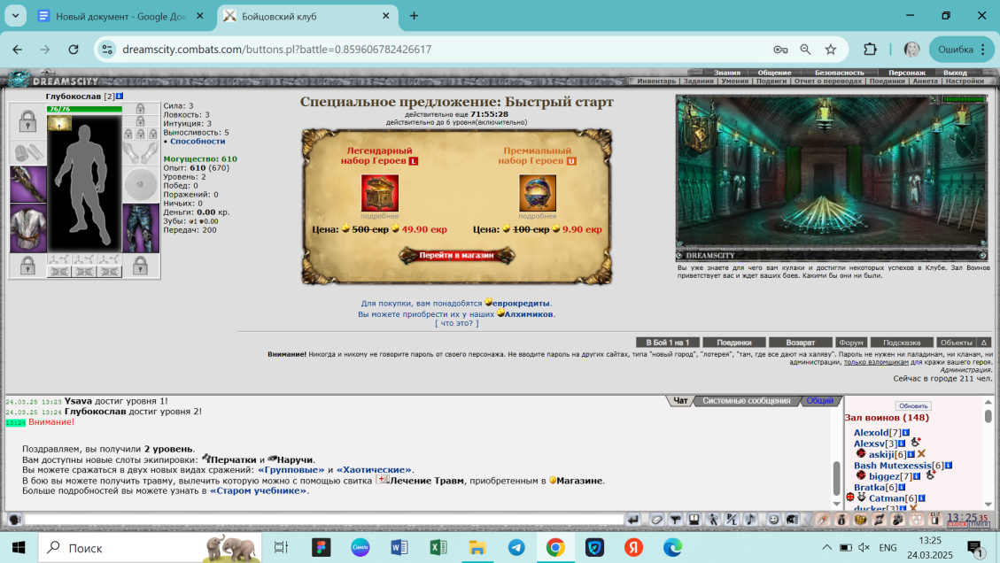 Новый документ - Google До
Бойцовский клуб
dreamscity.combats.com/buttons.pl?battle=0.859606782426617
Ошибка
DREAMSCITY
Знания Общение Безопасность Персонаж Выход
Инвентарь | Задания | Умения | Подвиги | Отчет о переводах | Поединки | Анкета | Настройки
Глубокослав [2]
76/76
Сила: 3
Ловкость: 3
Интуиция: 3
Выносливость: 5
• Способности
Могущество: 610
Опыт: 610 (670)
Уровень: 2
Побед: 0
Поражений: 0
Ничьих: 0
Деньги: 0.00 кр.
Зубы: 1 0.00
Передач: 200
Специальное предложение: Быстрый старт
действительно еще 71:55:28
действительно до 6 уровня(включительно)
Легендарный
набор Героев L
Премиальный
набор Героев U
подробнее
подробнее
Цена: 500 екр 49.90 екр
Цена: 100 екр 9.90 екр
Перейти в магазин
Для покупки, вам понадобятся еврокредиты.
Вы можете приобрести их у наших Алхимиков.
[ что это? ]
DREAMSCITY
Вы уже знаете для чего вам кулаки и достигли некоторых успехов в Клубе. Зал Воинов
приветствует вас и ждет ваших боев. Какими бы они ни были.
В Бой 1 на 1 Поединки Возврат Форум Подсказка Объекты
Внимание! Никогда и никому не говорите пароль от своего персонажа. Не вводите пароль на других сайтах, типа "новый город", "лотерея", "там, где все дают на халяву". Пароль не нужен ни паладинам, ни кланам, ни
администрации, только взломщикам для кражи вашего героя.
Администрация.
Сейчас в городе 211 чел.
24.03.25 13:23 Ysava достиг уровня 1!
24.03.25 13:24 Глубокослав достиг уровня 2!
13:24 Внимание!
Поздравляем, вы получили 2 уровень.
Вам доступны новые слоты экипировки: Перчатки и Наручи.
Вы можете сражаться в двух новых видах сражений: «Групповые» и «Хаотические».
В бою вы можете получить травму, вылечить которую можно с помощью свитка Лечение Травм, приобретенным в Магазине.
Больше подробностей вы можете узнать в «Старом учебнике».
Чат Системные сообщения Общий
Обновить
Зал воинов (148)
Alexold[7]
Alexsv[3]
askiji[6]
Bash Mutexessis[6]
biggez[7]
Bratka[6]
Catman[6]
ducker[3]
13:25 35
CLOCK TIMER
Поиск
ENG
13:25
24.03.2025
1